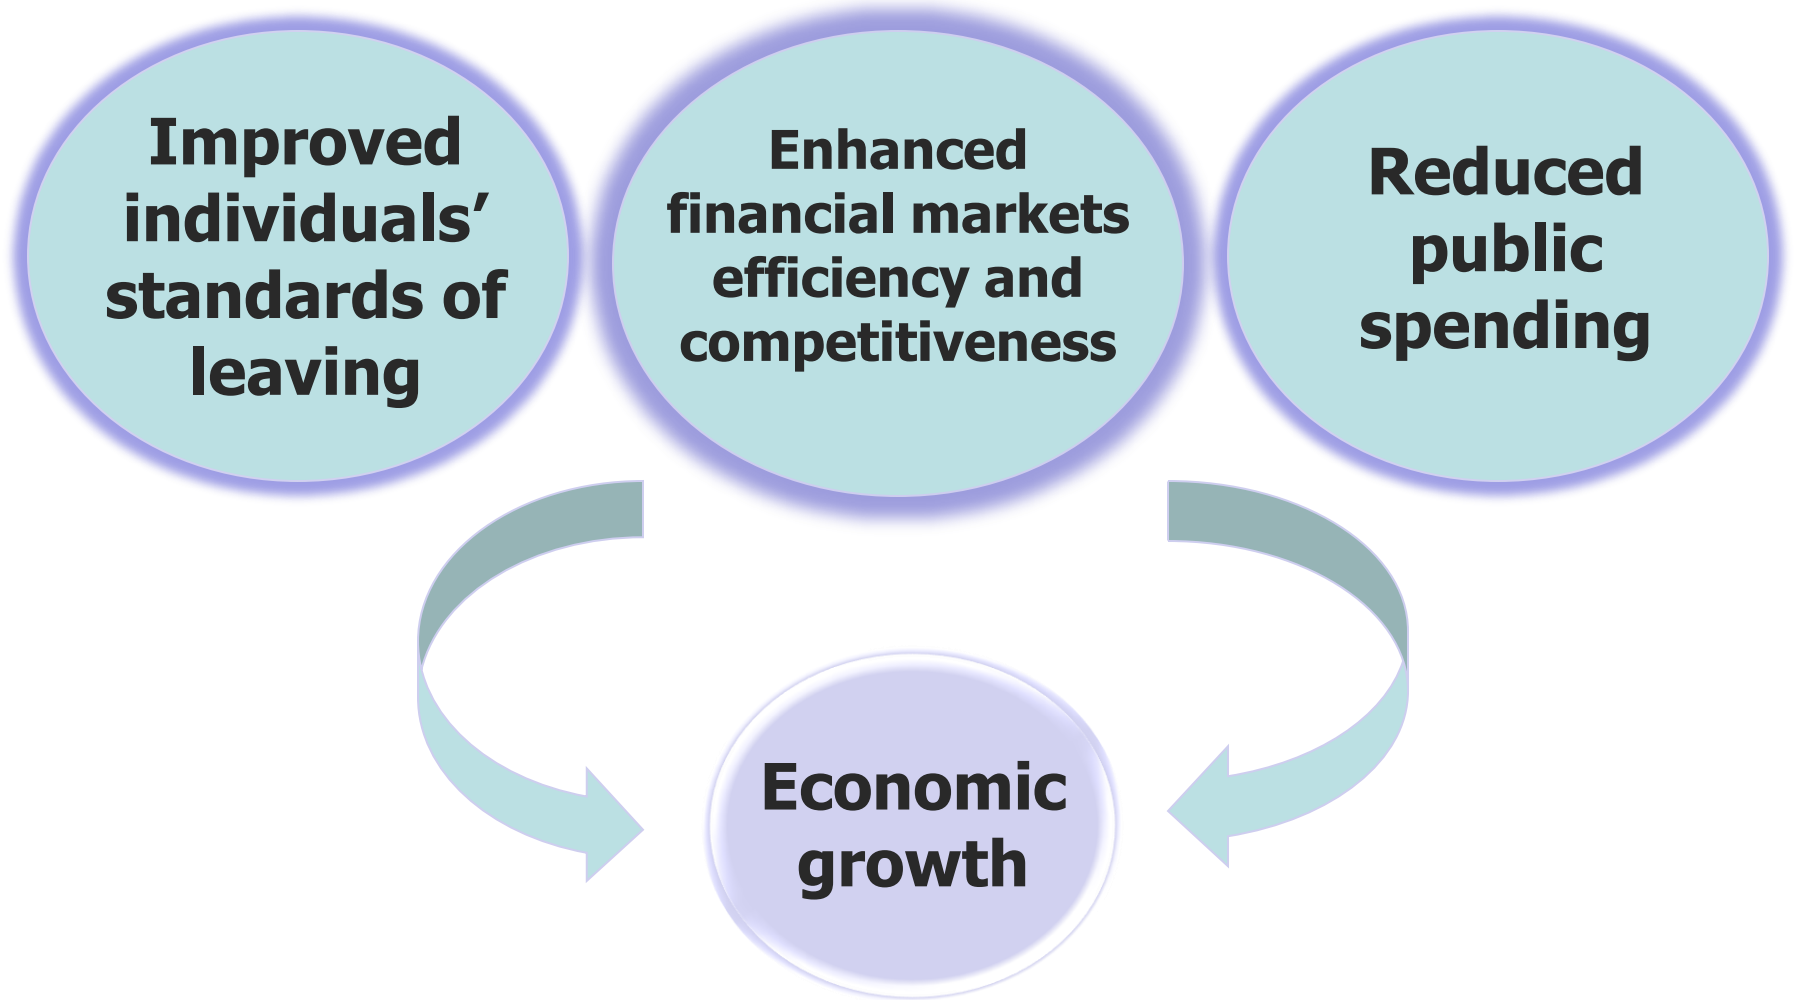 Improved
individuals’
standards of
leaving
Enhanced
financial markets
efficiency and
competitiveness
Reduced
public
spending
Economic
growth